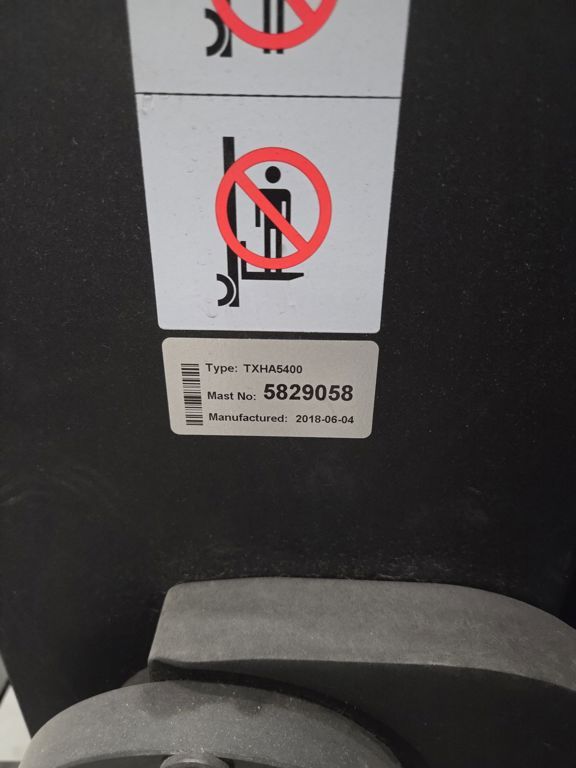 Type: TXHA5400
Mast No: 5829058
Manufactured: 2018-06-04